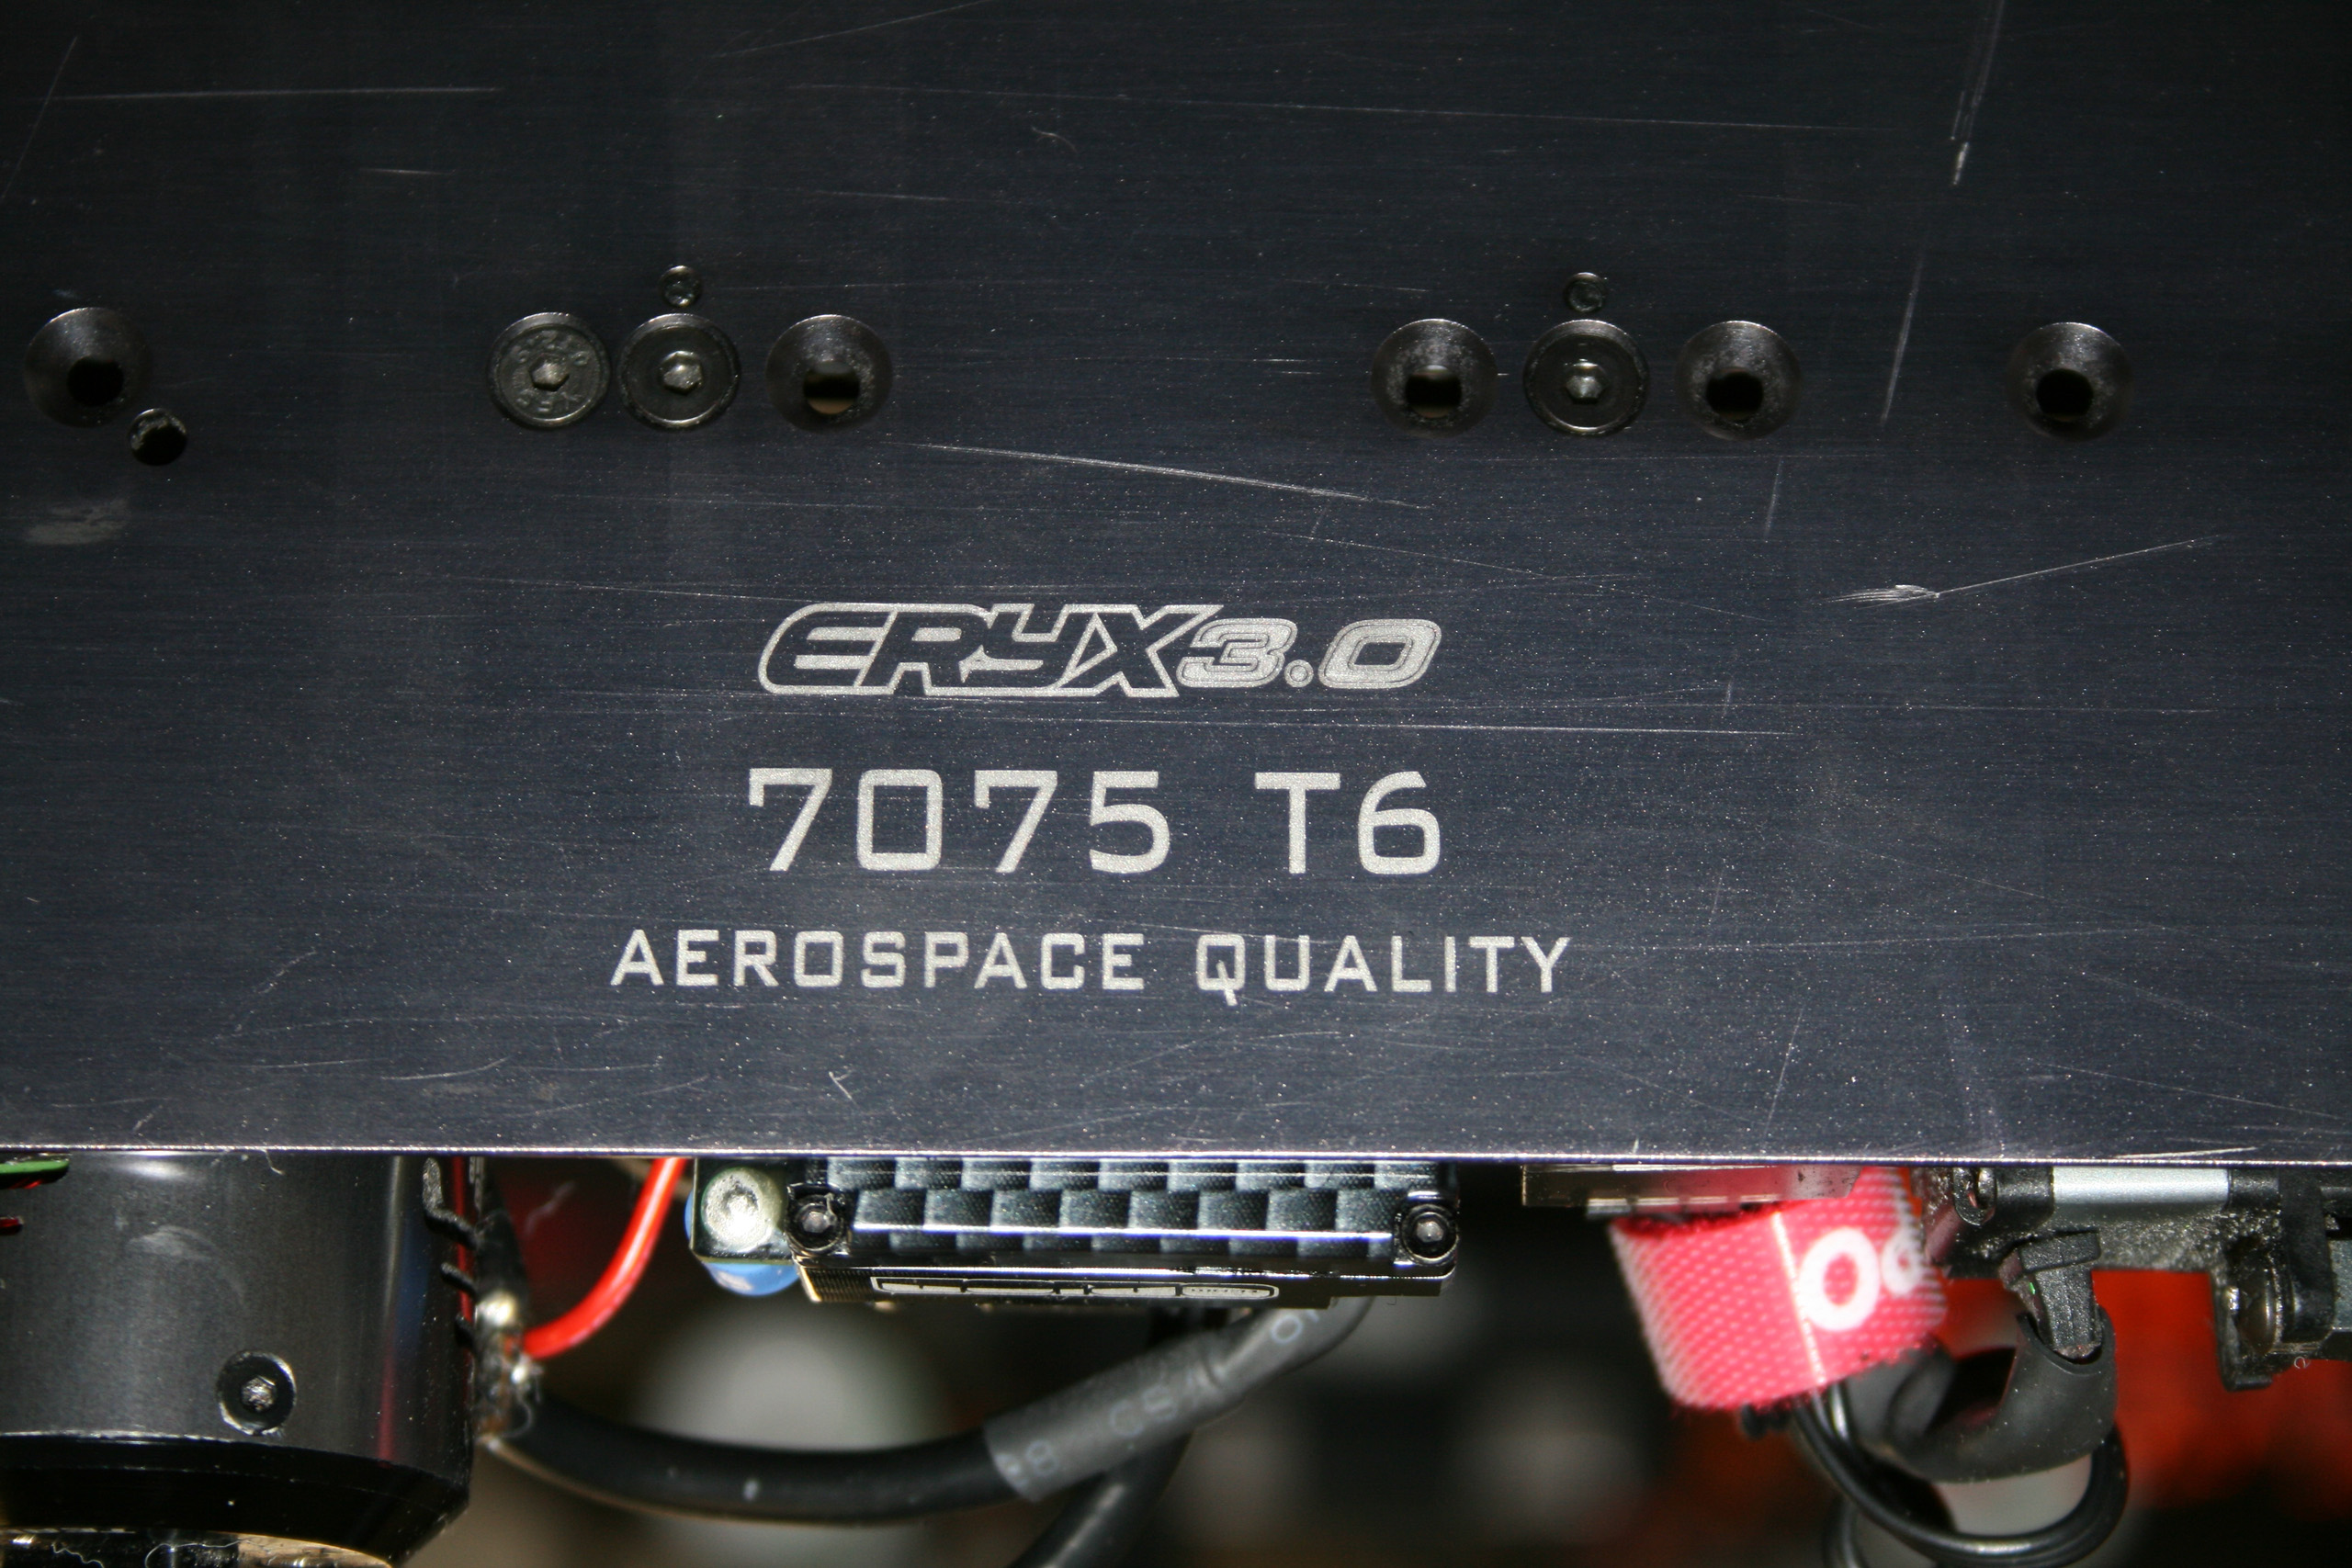 ERYX3.0
7075 T6
AEROSPACE QUALITY